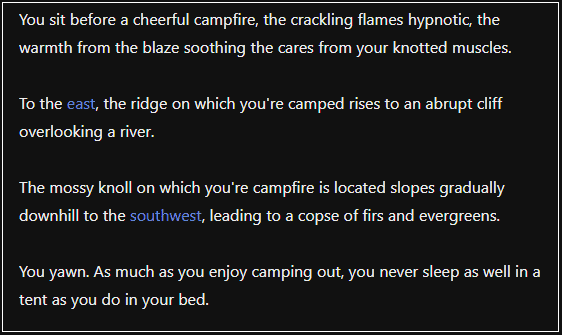 You sit before a cheerful campfire, the crackling flames hypnotic, the
warmth from the blaze soothing the cares from your knotted muscles.
To the east, the ridge on which you're camped rises to an abrupt cliff
overlooking a river.
The mossy knoll on which you're campfire is located slopes gradually
downhill to the southwest, leading to a copse of firs and evergreens.
You yawn. As much as you enjoy camping out, you never sleep as well in a
tent as you do in your bed.